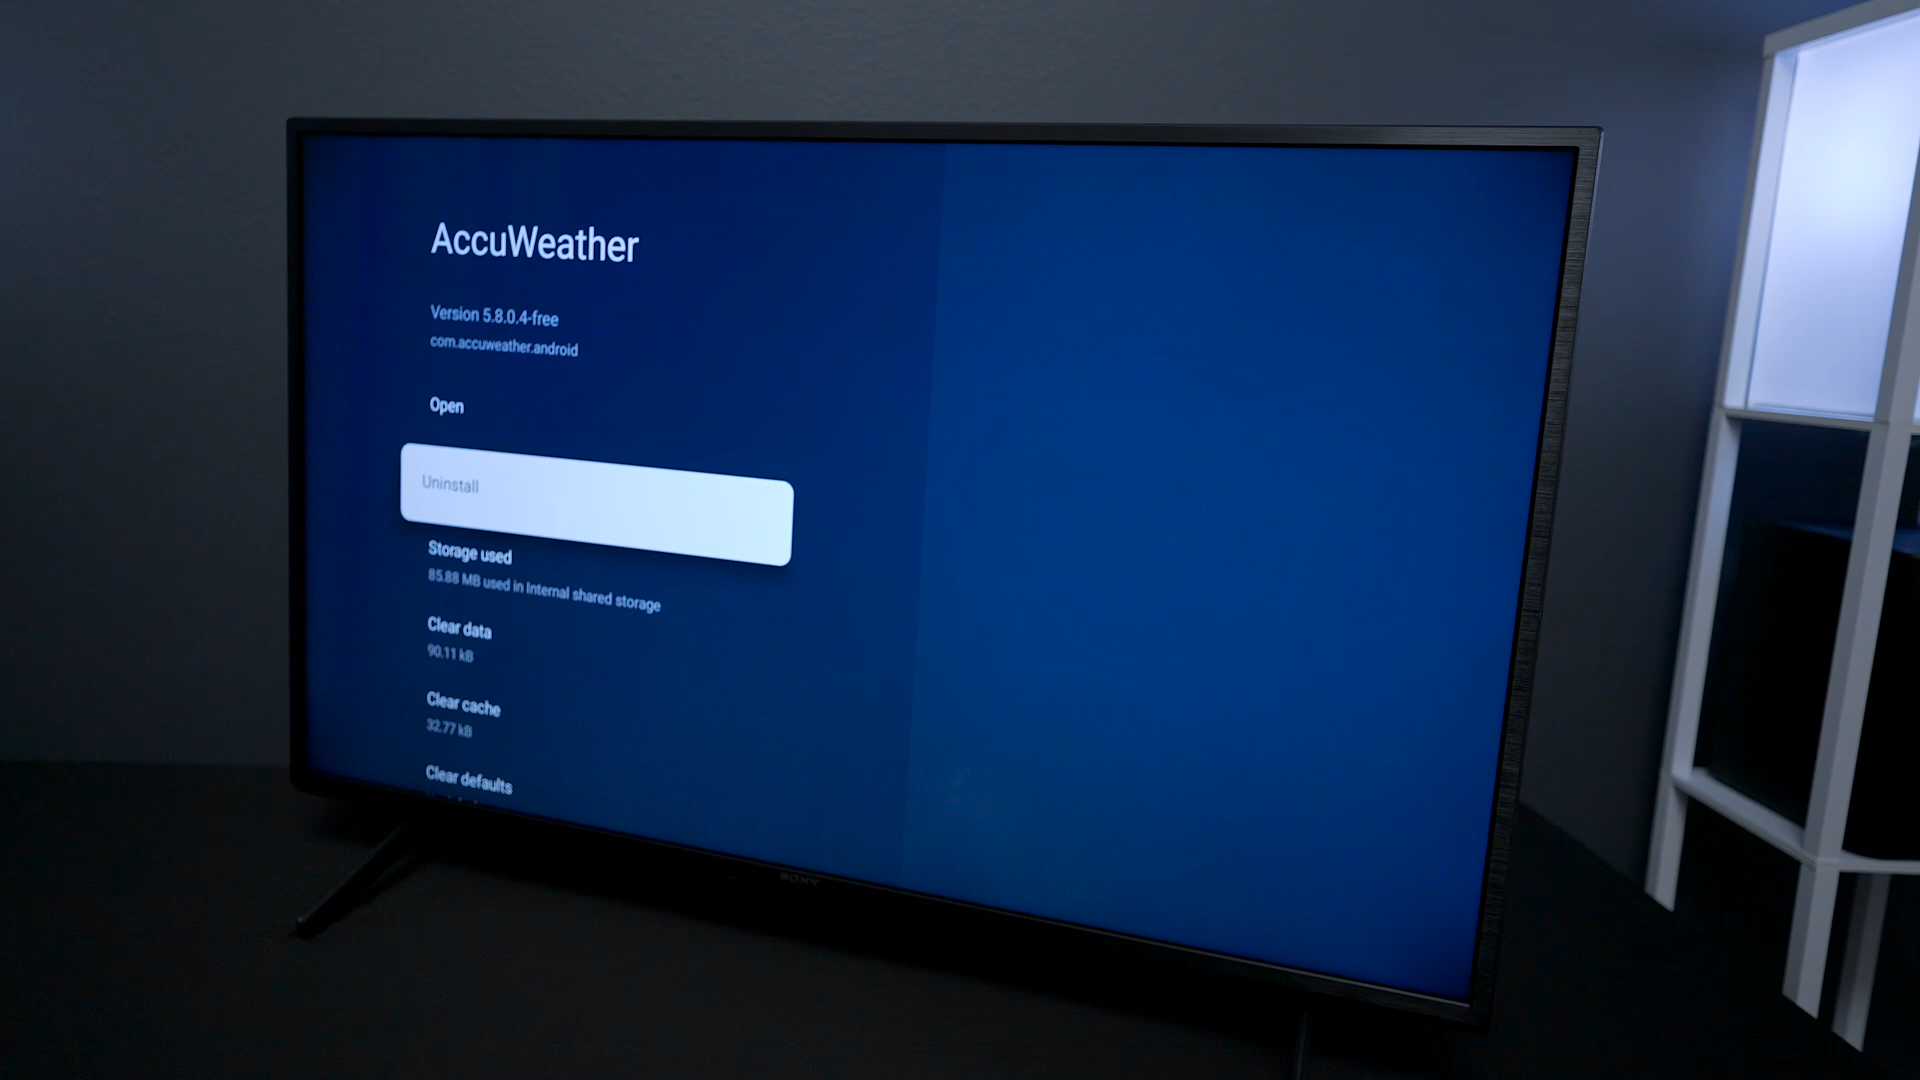 AccuWeather
Version 5.8.0.4-free
com.accuweather.android
Open
Uninstall
Storage used
85.88 MB used in Internal shared storage
Clear data
90.11 kB
Clear cache
32.77 kB
Clear defaults
SONY